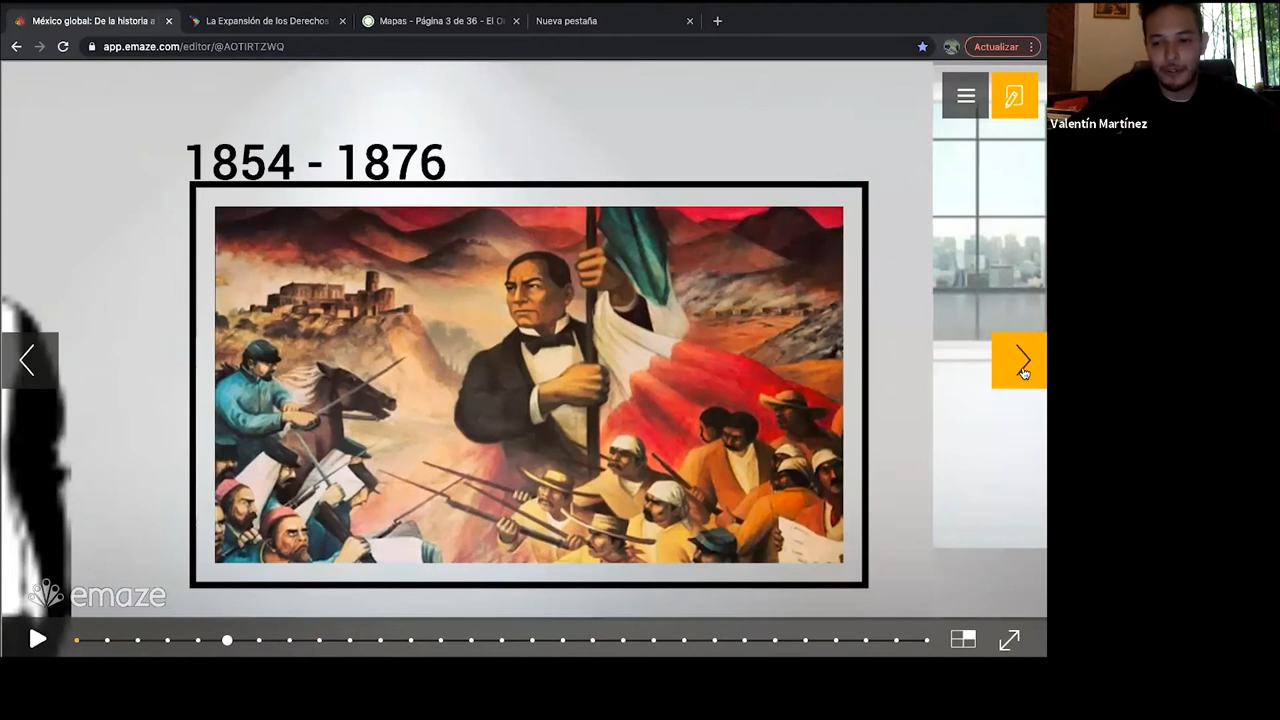 México global: De la historia a
La Expansión de los Derechos
Mapas - Página 3 de 36 - El O
Nueva pestaña
app.emaze.com/editor/@AOTIRTZWQ
Actualizar
Valentín Martínez
1854 - 1876
emaze